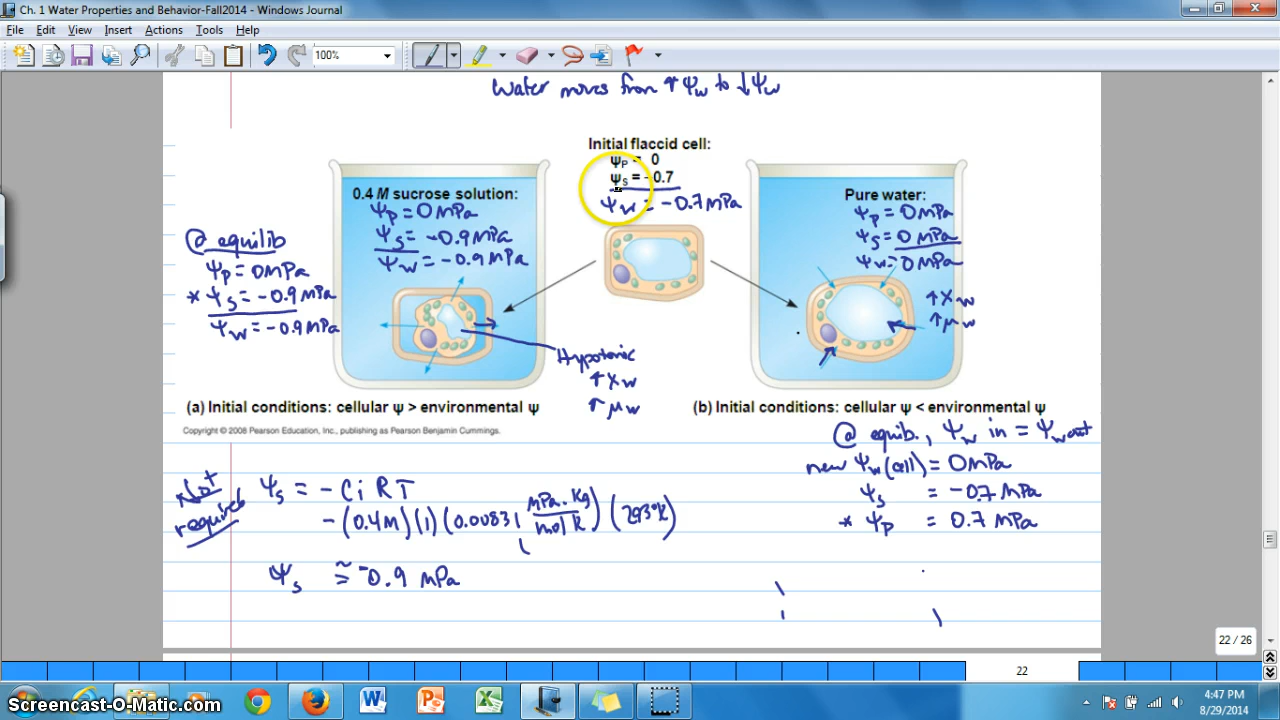 Ch. 1 Water Properties and Behavior-Fall2014 - Windows Journal
File Edit View Insert Actions Tools Help
100%
Water moves from ↑Ψw to ↓Ψw
Initial flaccid cell:
ΨP = 0
ΨS = -0.7
Ψw = -0.7 MPa
0.4 M sucrose solution:
Ψp = 0 MPa
Ψs = -0.9 MPa
Ψw = -0.9 MPa
@ equilib
Ψp = 0 MPa
* Ψs = -0.9 MPa
Ψw = -0.9 MPa
Pure water:
Ψp = 0 MPa
Ψs = 0 MPa
Ψw = 0 MPa
↑ Xw
↑ μw
Hypotonic
↑ Xw
↑ μw
(a) Initial conditions: cellular ψ > environmental ψ
(b) Initial conditions: cellular ψ < environmental ψ
Copyright © 2008 Pearson Education, Inc., publishing as Pearson Benjamin Cummings.
@ equib., Ψw in = Ψw out
new Ψw (cell) = 0 MPa
Ψs = -0.7 MPa
* Ψp = 0.7 MPa
Not required
Ψs = - C i R T
- (0.4M) (1) (0.00831 MPa·Kg / mol K) (293°K)
Ψs ≅ -0.9 MPa
22 / 26
22
Screencast-O-Matic.com
4:47 PM
8/29/2014